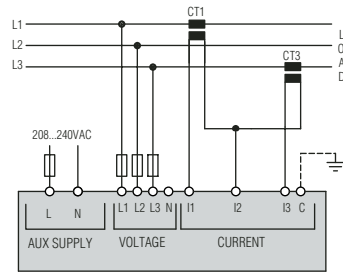 CT1
L1
L2
L3
CT3
L
O
A
D
208...240VAC
L N L1 L2 L3 N I1 I2 I3 C
AUX SUPPLY VOLTAGE CURRENT